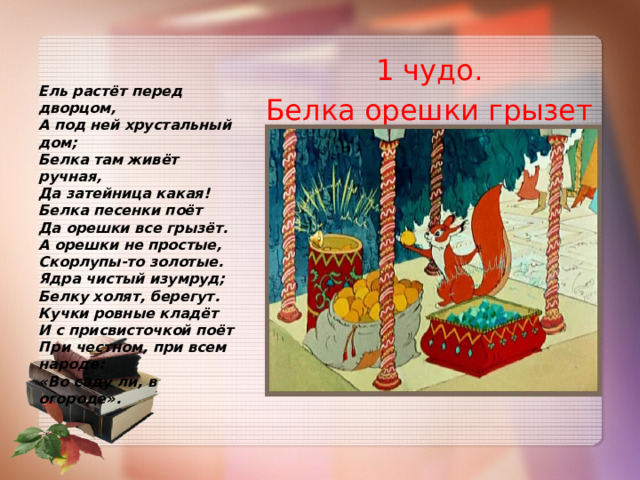 1 чудо.
Белка орешки грызет
Ель растёт перед
дворцом,
А под ней хрустальный
дом;
Белка там живёт
ручная,
Да затейница какая!
Белка песенки поёт
Да орешки все грызёт.
А орешки не простые,
Скорлупы-то золотые.
Ядра чистый изумруд;
Белку холят, берегут.
Кучки ровные кладёт
И с присвисточкой поёт
При честном, при всем
народе:
«Во саду ли, в
огороде».